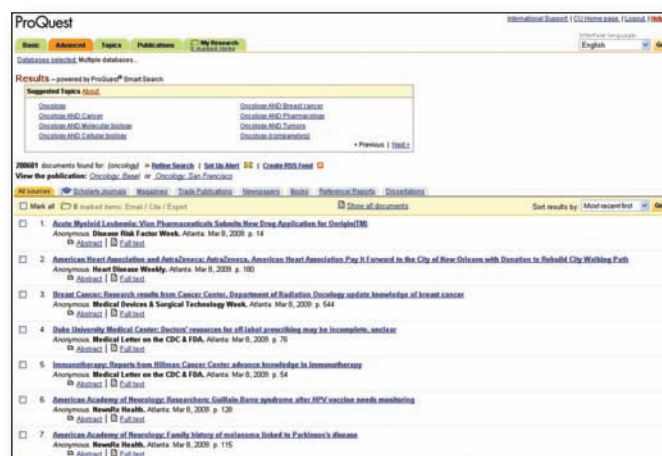 ProQuest
International Support | CU Home page | Logout | Help
Basic Advanced Topics Publications My Research
6 marked items
Interface language:
English Go
Databases selected: Multiple databases...
Results – powered by ProQuest® Smart Search
Suggested Topics About
Oncology Oncology AND Breast cancer
Oncology AND Cancer Oncology AND Pharmacology
Oncology AND Molecular biology Oncology AND Tumors
Oncology AND Cellular biology Oncology (companies)
< Previous | Next >
200601 documents found for: (oncology) » Refine Search | Set Up Alert | Create RSS Feed
View the publication: Oncology; Basel or Oncology; San Francisco
All sources Scholarly Journals Magazines Trade Publications Newspapers Books Reference/Reports Dissertations
Mark all 6 marked items: Email / Cite / Export Show all documents Sort results by: Most recent first Go
1. Acute Myeloid Leukemia; Vion Pharmaceuticals Submits New Drug Application for Onrigin(TM)
Anonymous. Disease Risk Factor Week. Atlanta: Mar 8, 2009. p. 14
Abstract | Full text
2. American Heart Association and AstraZeneca; AstraZeneca, American Heart Association Pay It Forward to the City of New Orleans with Donation to Rebuild City Walking Path
Anonymous. Heart Disease Weekly. Atlanta: Mar 8, 2009. p. 180
Abstract | Full text
3. Breast Cancer; Research results from Cancer Center, Department of Radiation Oncology update knowledge of breast cancer
Anonymous. Medical Devices & Surgical Technology Week. Atlanta: Mar 8, 2009. p. 544
Abstract | Full text
4. Duke University Medical Center; Doctors' resources for off-label prescribing may be incomplete, unclear
Anonymous. Medical Letter on the CDC & FDA. Atlanta: Mar 8, 2009. p. 76
Abstract | Full text
5. Immunotherapy; Reports from Hillman Cancer Center advance knowledge in immunotherapy
Anonymous. Medical Letter on the CDC & FDA. Atlanta: Mar 8, 2009. p. 54
Abstract | Full text
6. American Academy of Neurology; Researchers: Guillain-Barre syndrome after HPV vaccine needs monitoring
Anonymous. NewsRx Health. Atlanta: Mar 8, 2009. p. 128
Abstract | Full text
7. American Academy of Neurology; Family history of melanoma linked to Parkinson's disease
Anonymous. NewsRx Health. Atlanta: Mar 8, 2009. p. 115
Abstract | Full text